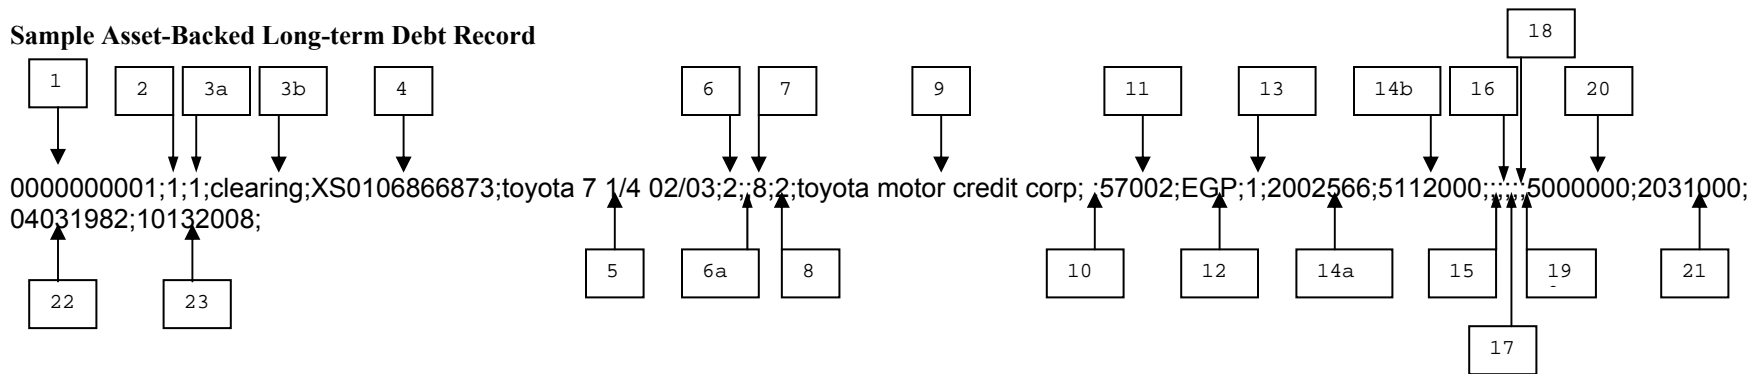 Sample Asset-Backed Long-term Debt Record
18
1 2 3a 3b 4 6 7 9 11 13 14b 16 20
0000000001;1;1;clearing;XS0106866873;toyota 7 1/4 02/03;2;;8;2;toyota motor credit corp; ;57002;EGP;1;2002566;5112000;;;;;;5000000;2031000;
04031982;10132008;
5 6a 8 10 12 14a 15 19 21
22 23
17